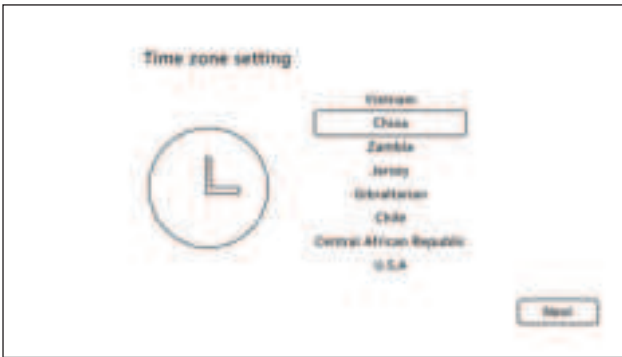 Time zone setting
Vietnam
China
Zambia
Jersey
Gibraltarian
Chile
Central African Republic
U.S.A
Next